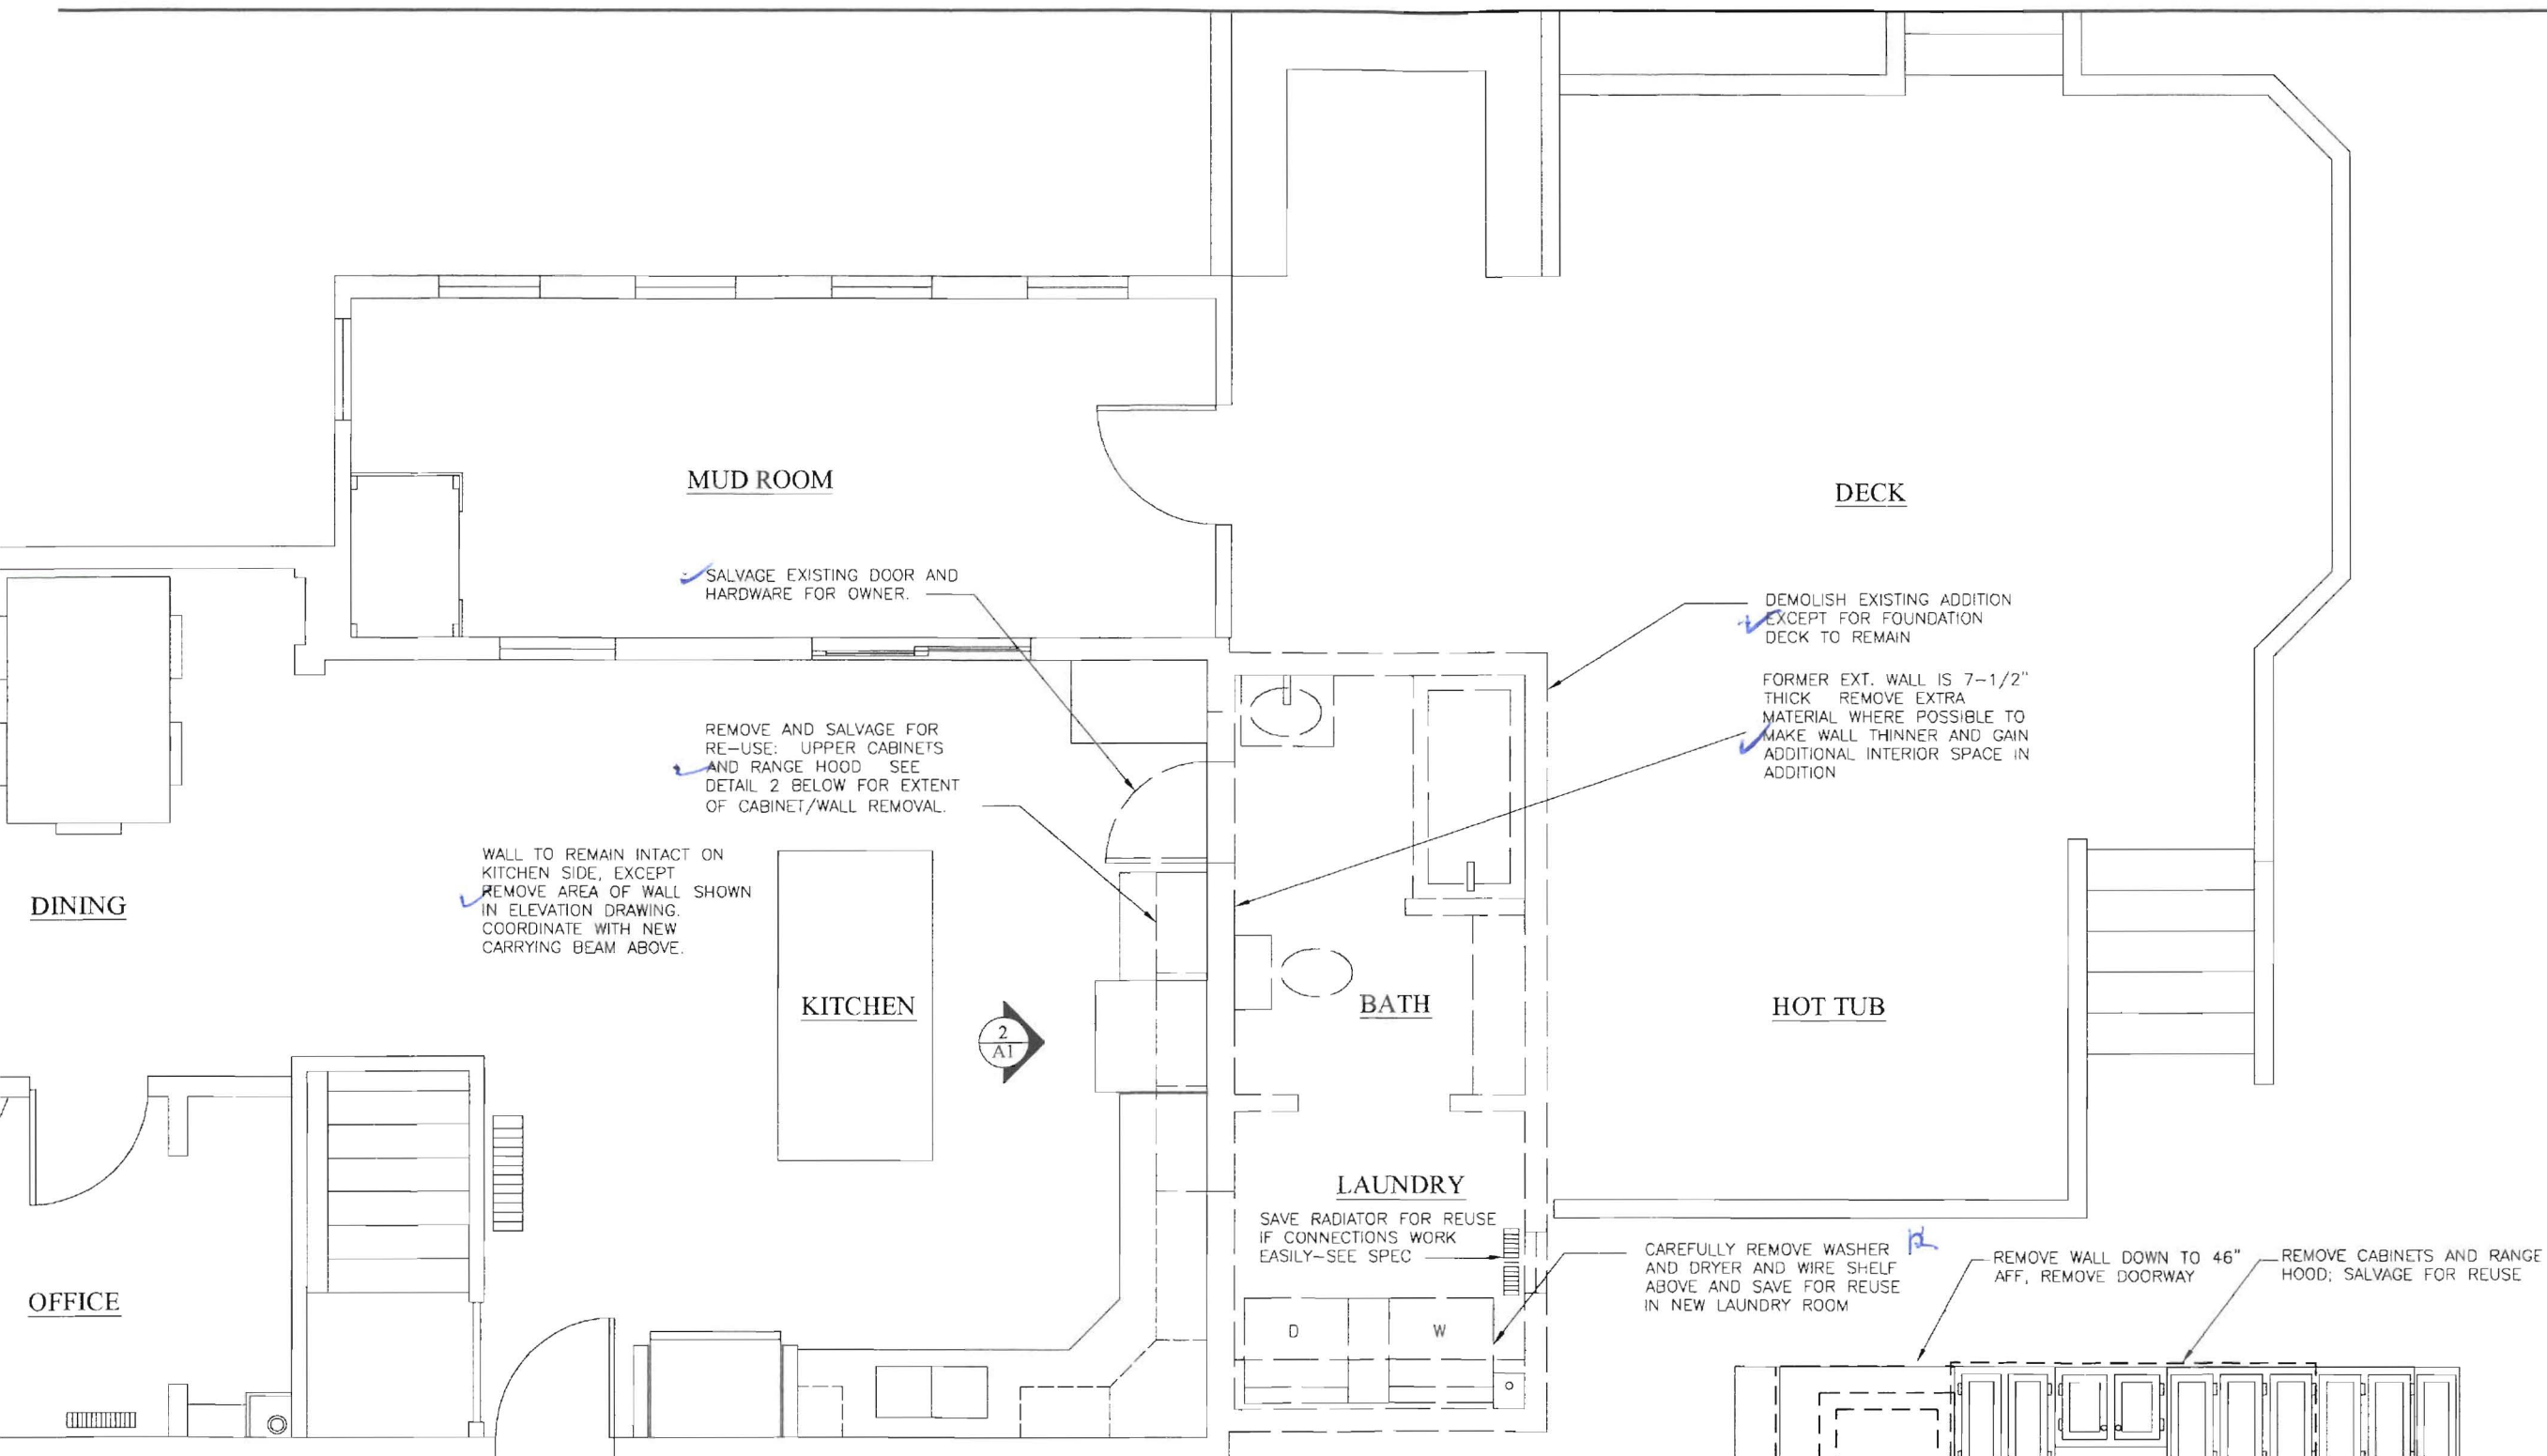 MUD ROOM
DECK
SALVAGE EXISTING DOOR AND
HARDWARE FOR OWNER.
DEMOLISH EXISTING ADDITION
EXCEPT FOR FOUNDATION
DECK TO REMAIN
FORMER EXT. WALL IS 7-1/2"
THICK REMOVE EXTRA
MATERIAL WHERE POSSIBLE TO
MAKE WALL THINNER AND GAIN
ADDITIONAL INTERIOR SPACE IN
ADDITION
REMOVE AND SALVAGE FOR
RE-USE: UPPER CABINETS
AND RANGE HOOD SEE
DETAIL 2 BELOW FOR EXTENT
OF CABINET/WALL REMOVAL.
WALL TO REMAIN INTACT ON
KITCHEN SIDE, EXCEPT
REMOVE AREA OF WALL SHOWN
IN ELEVATION DRAWING.
COORDINATE WITH NEW
CARRYING BEAM ABOVE.
DINING
KITCHEN
2
A1
BATH
HOT TUB
LAUNDRY
SAVE RADIATOR FOR REUSE
IF CONNECTIONS WORK
EASILY-SEE SPEC
CAREFULLY REMOVE WASHER
AND DRYER AND WIRE SHELF
ABOVE AND SAVE FOR REUSE
IN NEW LAUNDRY ROOM
REMOVE WALL DOWN TO 46"
AFF, REMOVE DOORWAY
REMOVE CABINETS AND RANGE
HOOD; SALVAGE FOR REUSE
OFFICE
D
W